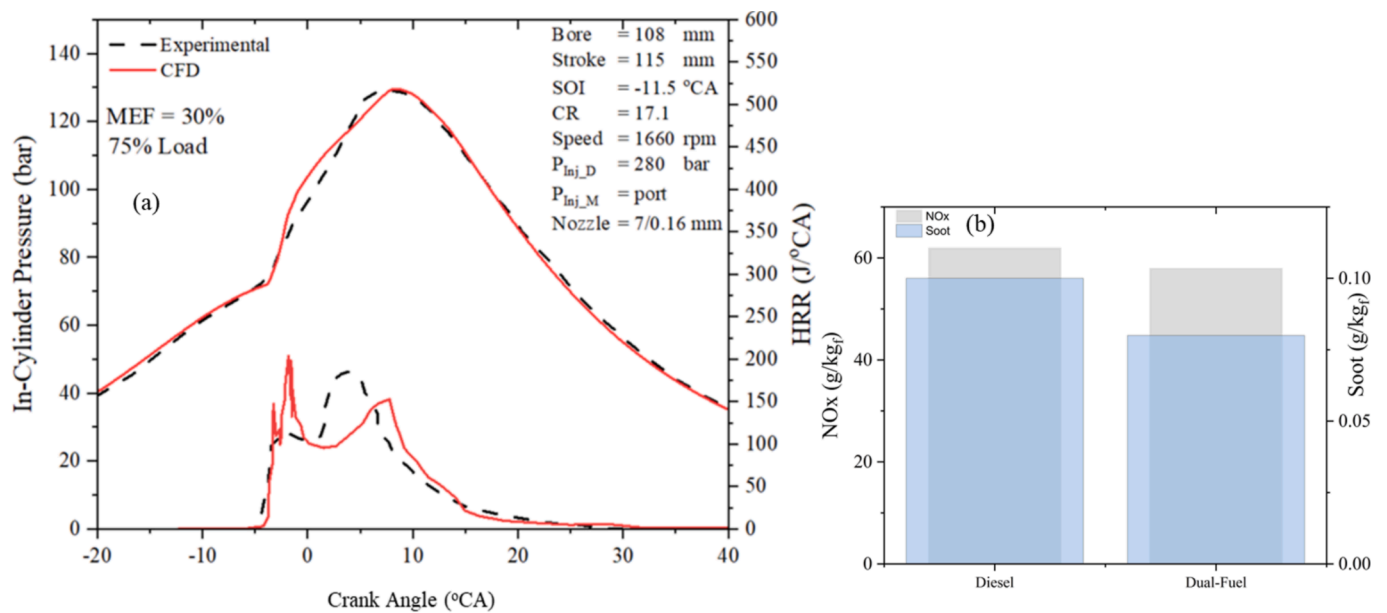 Experimental
CFD
MEF = 30%
75% Load
(a)
Bore = 108 mm
Stroke = 115 mm
SOI = -11.5 °CA
CR = 17.1
Speed = 1660 rpm
P_Inj_D = 280 bar
P_Inj_M = port
Nozzle = 7/0.16 mm
In-Cylinder Pressure (bar)
140
120
100
80
60
40
20
0
HRR (J/°CA)
600
550
500
450
400
350
300
250
200
150
100
50
0
-20
-10
0
10
20
30
40
Crank Angle (°CA)
NOx
Soot
(b)
NOx (g/kgf)
60
40
20
0
Soot (g/kgf)
0.10
0.05
0.00
Diesel
Dual-Fuel